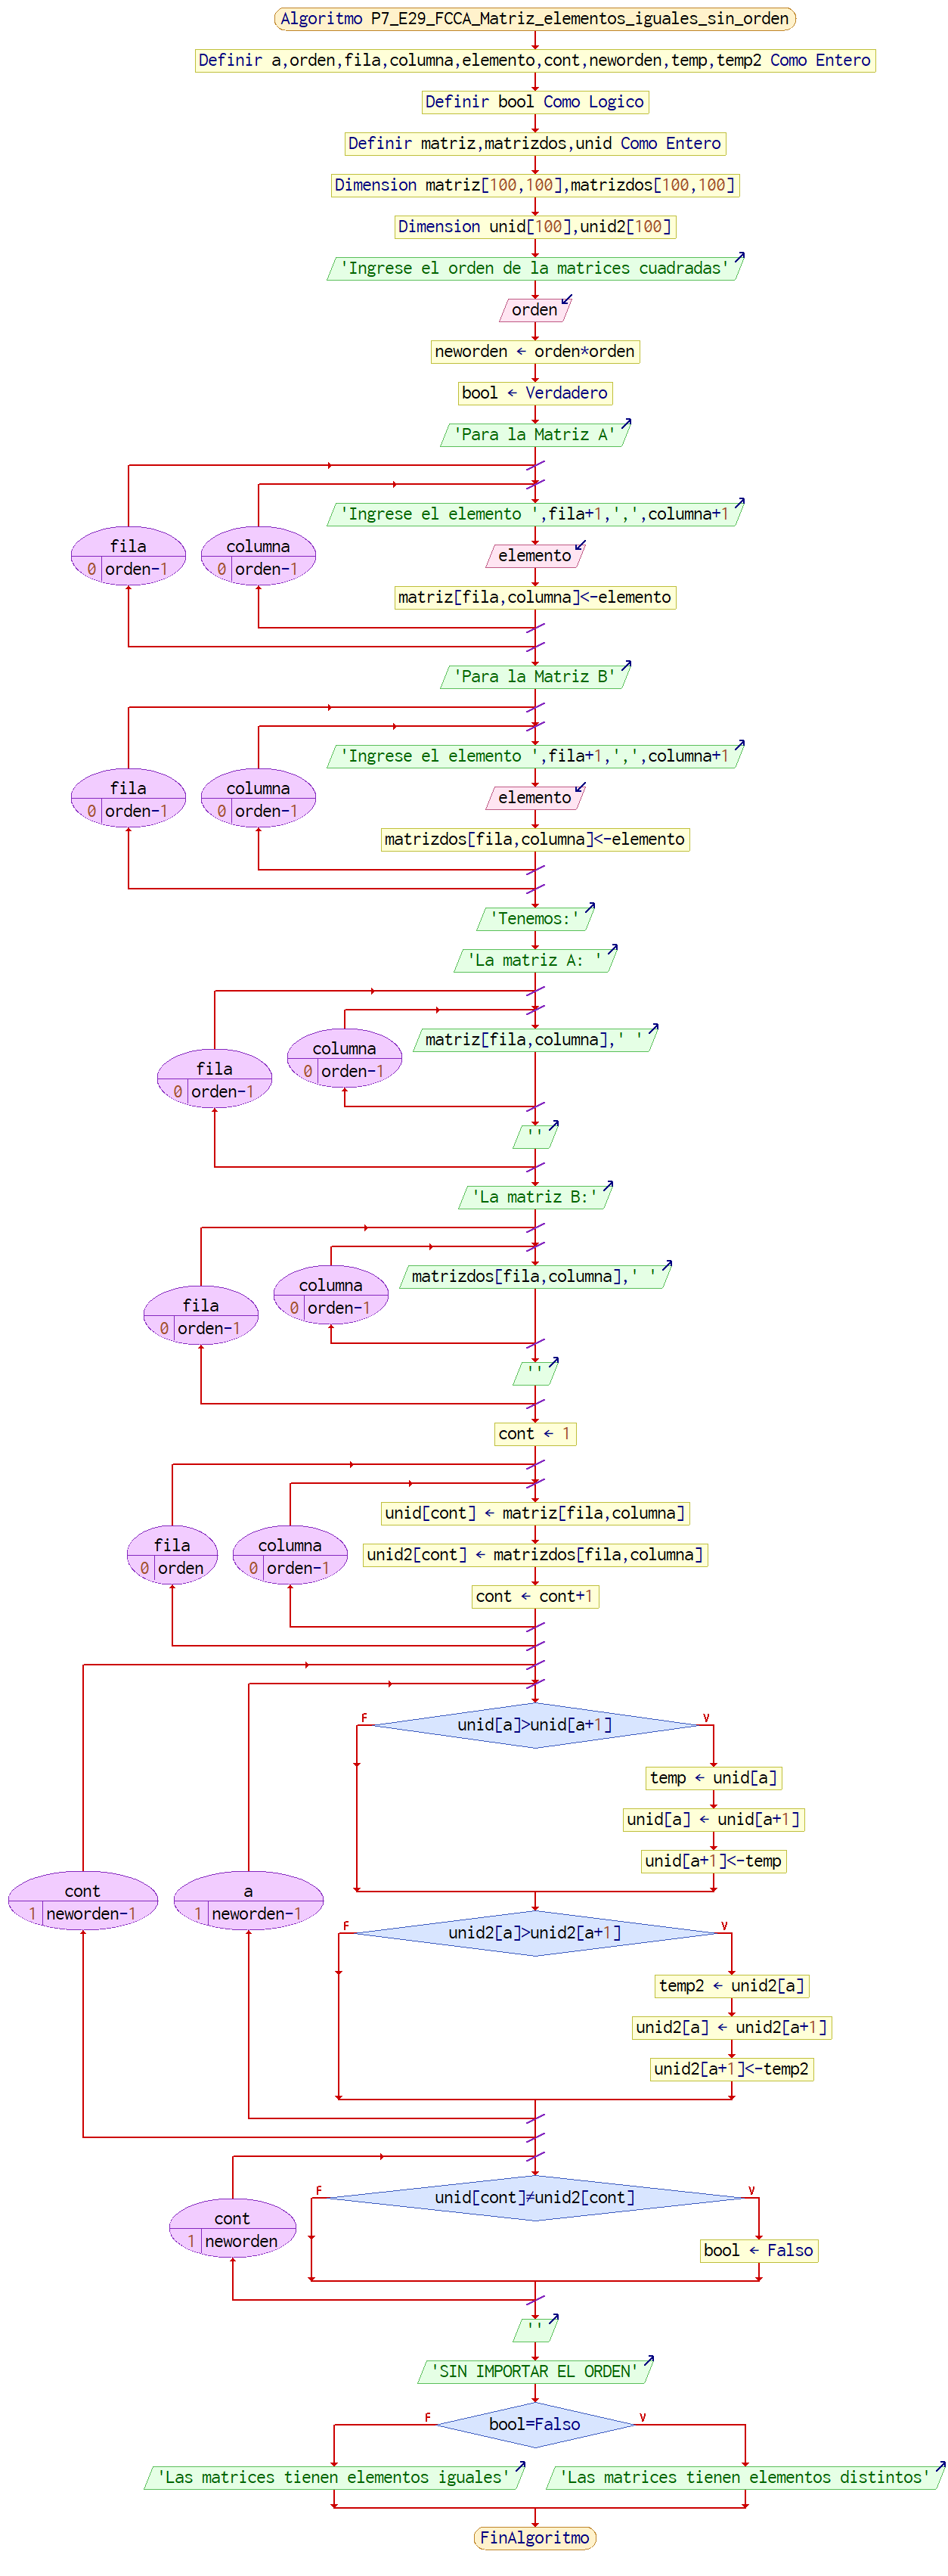 Algoritmo P7_E29_FCCA_Matriz_elementos_iguales_sin_orden
Definir a,orden,fila,columna,elemento,cont,neworden,temp,temp2 Como Entero
Definir bool Como Logico
Definir matriz,matrizdos,unid Como Entero
Dimension matriz[100,100],matrizdos[100,100]
Dimension unid[100],unid2[100]
'Ingrese el orden de la matrices cuadradas'
orden
neworden ← orden*orden
bool ← Verdadero
'Para la Matriz A'
fila
0 orden-1
columna
0 orden-1
'Ingrese el elemento ',fila+1,',',columna+1
elemento
matriz[fila,columna]<-elemento
'Para la Matriz B'
fila
0 orden-1
columna
0 orden-1
'Ingrese el elemento ',fila+1,',',columna+1
elemento
matrizdos[fila,columna]<-elemento
'Tenemos:'
'La matriz A: '
fila
0 orden-1
columna
0 orden-1
matriz[fila,columna],' '
''
'La matriz B:'
fila
0 orden-1
columna
0 orden-1
matrizdos[fila,columna],' '
''
cont ← 1
fila
0 orden
columna
0 orden-1
unid[cont] ← matriz[fila,columna]
unid2[cont] ← matrizdos[fila,columna]
cont ← cont+1
cont
1 neworden-1
a
1 neworden-1
unid[a]>unid[a+1]
F
V
temp ← unid[a]
unid[a] ← unid[a+1]
unid[a+1]<-temp
unid2[a]>unid2[a+1]
F
V
temp2 ← unid2[a]
unid2[a] ← unid2[a+1]
unid2[a+1]<-temp2
cont
1 neworden
unid[cont]≠unid2[cont]
F
V
bool ← Falso
''
'SIN IMPORTAR EL ORDEN'
bool=Falso
F
V
'Las matrices tienen elementos iguales'
'Las matrices tienen elementos distintos'
FinAlgoritmo